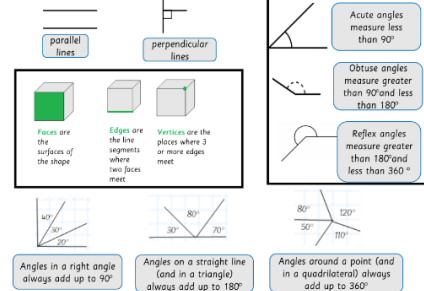 parallel
lines
perpendicular
lines
Acute angles
measure less
than 90°
Obtuse angles
measure greater
than 90°and less
than 180°
Reflex angles
measure greater
than 180°and
less than 360 °
Faces are
the
surfaces of
the shape
Edges are
the line
segments
where
two faces
meet
Vertices are the
places where 3
or more edges
meet
40°
30°
20°
80°
30°
70°
80°
120°
50°
110°
Angles in a right angle
always add up to 90°
Angles on a straight line
(and in a triangle)
always add up to 180°
Angles around a point (and
in a quadrilateral) always
add up to 360°